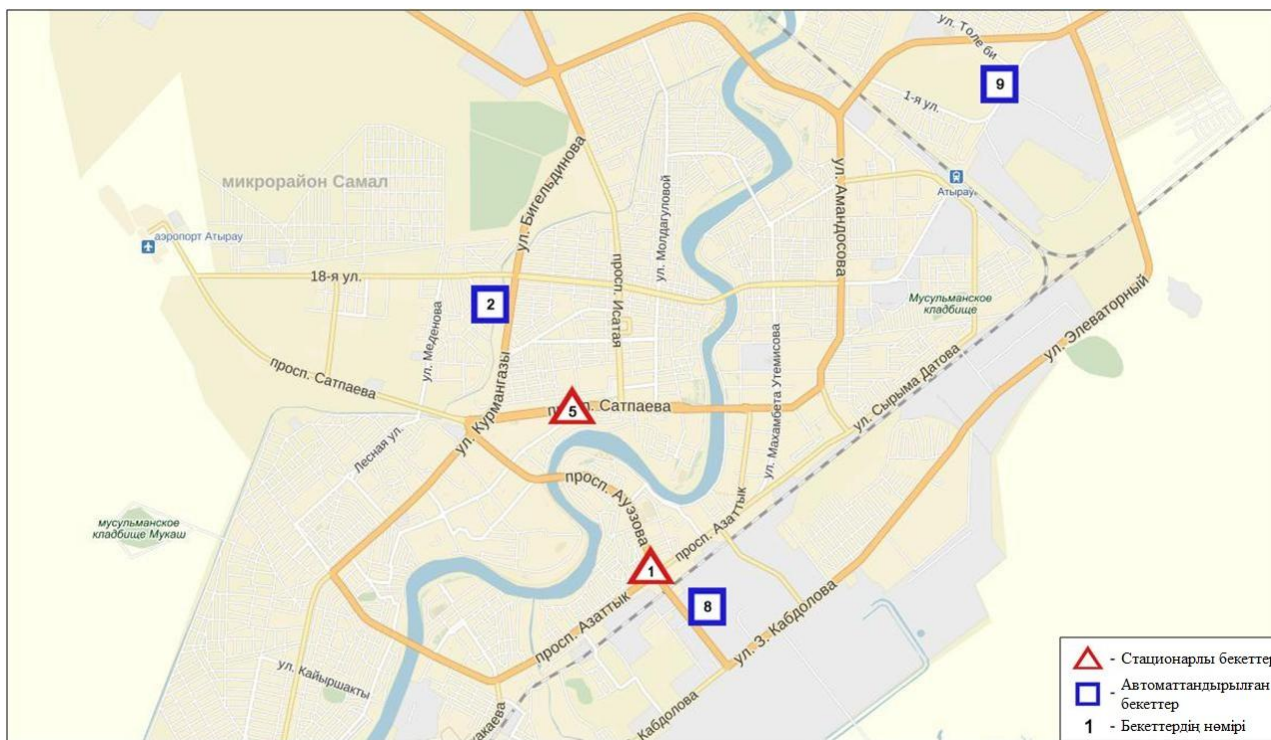 ул. Толе би
9
1-я ул.
ул. Бигельдинова
микрорайон Самал
ул. Молдагуловой
ул. Амандосова
Атырау
аэропорт Атырау
18-я ул.
просп. Исатая
2
Мусульманское
кладбище
ул. Элеваторный
ул. Меденова
просп. Сатпаева
ул. Курмангазы
5
п. Сатпаева
ул. Махамбета Утемисова
ул. Сырыма Датова
Лесная ул.
просп. Ауэзова
мусульманское
кладбище Мукаш
просп. Азаттык
1
8
просп. Азаттык
ул. З. Кабдолова
ул. Кайыршакты
Кабдолова
- Стационарлы бекеттер
- Автоматтандырылған
бекеттер
1 - Бекеттердің нөмірі